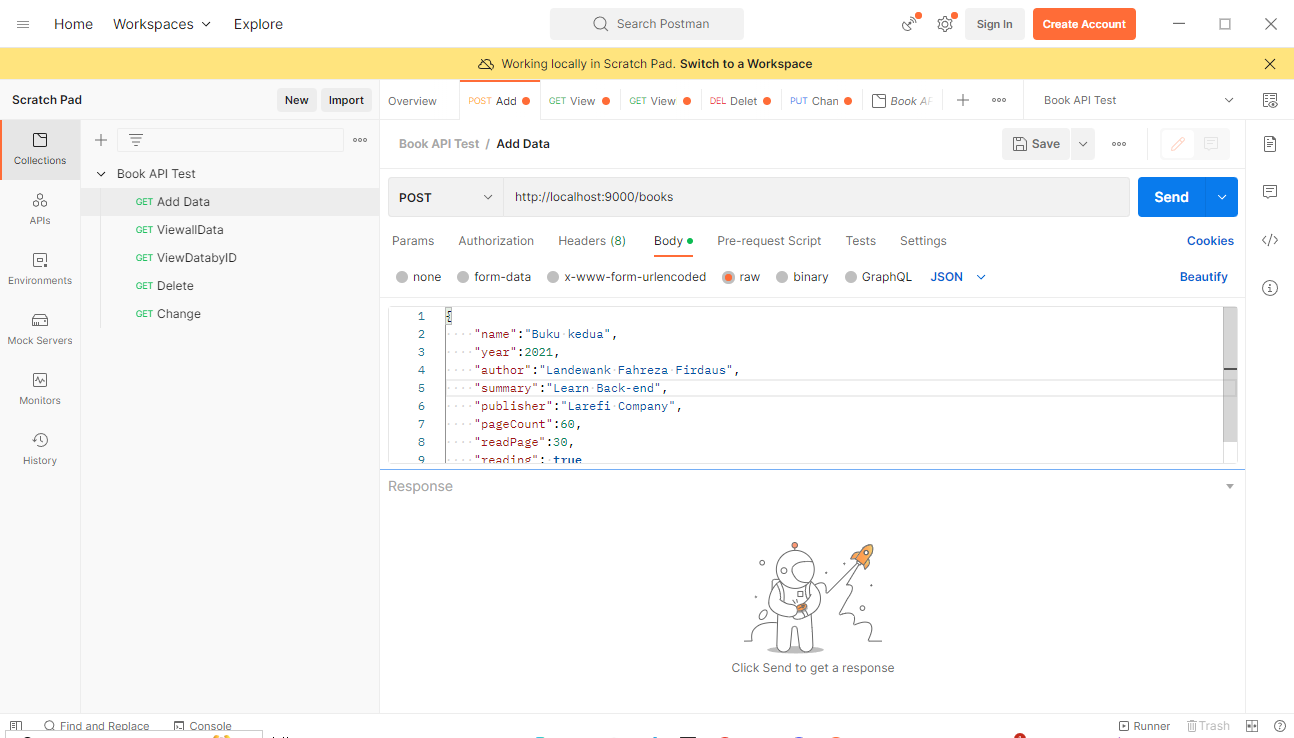 Home Workspaces Explore Search Postman Sign In Create Account
Working locally in Scratch Pad. Switch to a Workspace
Scratch Pad New Import Overview POST Add GET View GET View DEL Delet PUT Chan Book AP Book API Test
Collections
APIs
Environments
Mock Servers
Monitors
History
Book API Test
GET Add Data
GET ViewallData
GET ViewDatabyID
GET Delete
GET Change
Book API Test / Add Data Save
POST http://localhost:9000/books Send
Params Authorization Headers (8) Body Pre-request Script Tests Settings Cookies
none form-data x-www-form-urlencoded raw binary GraphQL JSON Beautify
1 {
2 "name":"Buku kedua",
3 "year":2021,
4 "author":"Landewank Fahreza Firdaus",
5 "summary":"Learn Back-end",
6 "publisher":"Larefi Company",
7 "pageCount":60,
8 "readPage":30,
9 "reading": true
Response
Click Send to get a response
Find and Replace Console Runner Trash